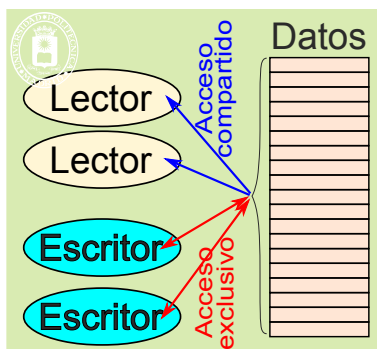 Datos
Lector
Acceso
compartido
Lector
Escritor
Acceso
exclusivo
Escritor